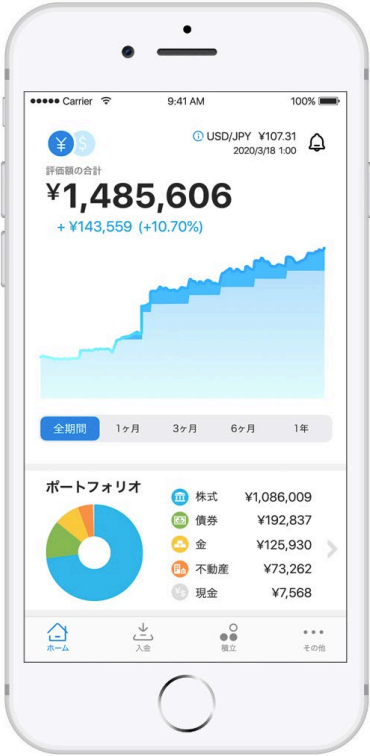 Carrier 9:41 AM 100%
¥ $ USD/JPY ¥107.31
2020/3/18 1:00
評価額の合計
¥1,485,606
+ ¥143,559 (+10.70%)
全期間 1ヶ月 3ヶ月 6ヶ月 1年
ポートフォリオ
株式 ¥1,086,009
債券 ¥192,837
金 ¥125,930
不動産 ¥73,262
現金 ¥7,568
ホーム 入金 積立 その他